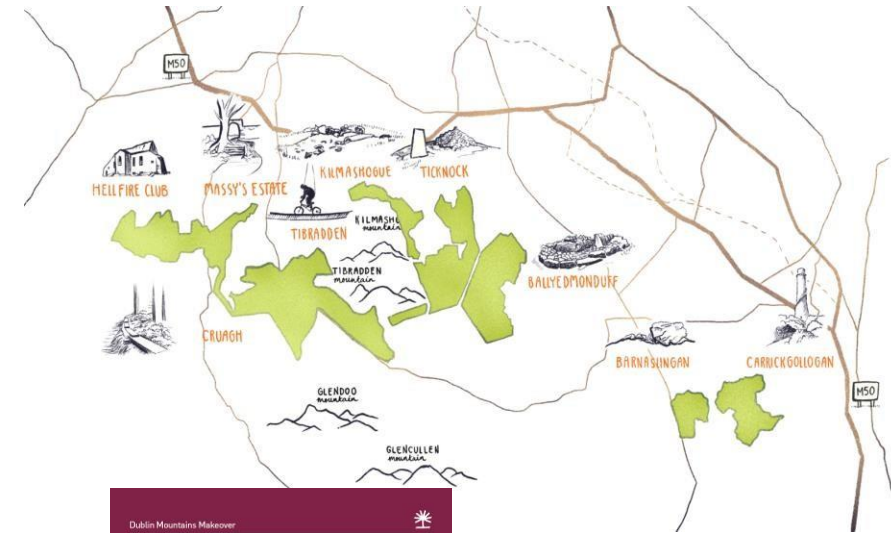 M50
HELLFIRE CLUB
MASSY'S ESTATE
KILMASHOGUE
TICKNOCK
TIBRADDEN
KILMASHO
mountain
TIBRADDEN
mountain
BALLYEDMONDUFF
CRUAGH
BARNASLINGAN
CARRICKGOLLOGAN
GLENDOO
mountain
M50
GLENCULLEN
mountain
Dublin Mountains Makeover